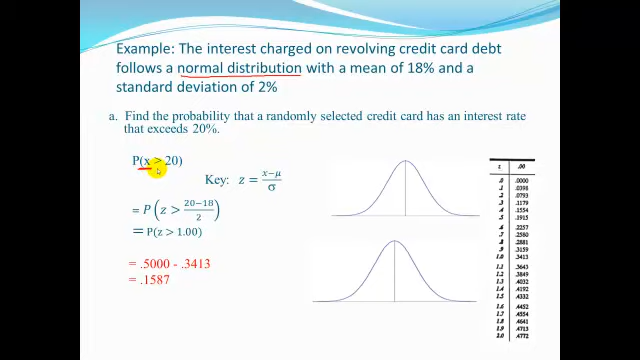 Example: The interest charged on revolving credit card debt
follows a normal distribution with a mean of 18% and a
standard deviation of 2%
a. Find the probability that a randomly selected credit card has an interest rate
that exceeds 20%.
P(x > 20)
Key: z = (x−μ)/σ
= P(z > (20−18)/2)
= P(z > 1.00)
= .5000 - .3413
= .1587
z .00
.0 .0000
.1 .0398
.2 .0793
.3 .1179
.4 .1554
.5 .1915
.6 .2257
.7 .2580
.8 .2881
.9 .3159
1.0 .3413
1.1 .3643
1.2 .3849
1.3 .4032
1.4 .4192
1.5 .4332
1.6 .4452
1.7 .4554
1.8 .4641
1.9 .4713
2.0 .4772